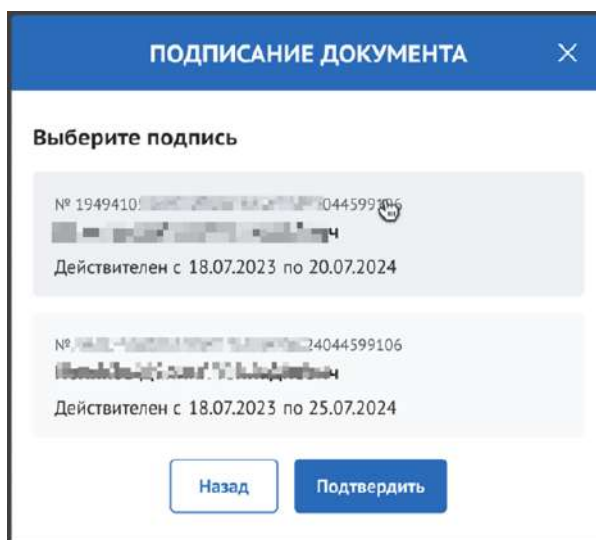 ПОДПИСАНИЕ ДОКУМЕНТА
Выберите подпись
№
Действителен с 18.07.2023 по 20.07.2024
№
Действителен с 18.07.2023 по 25.07.2024
Назад
Подтвердить